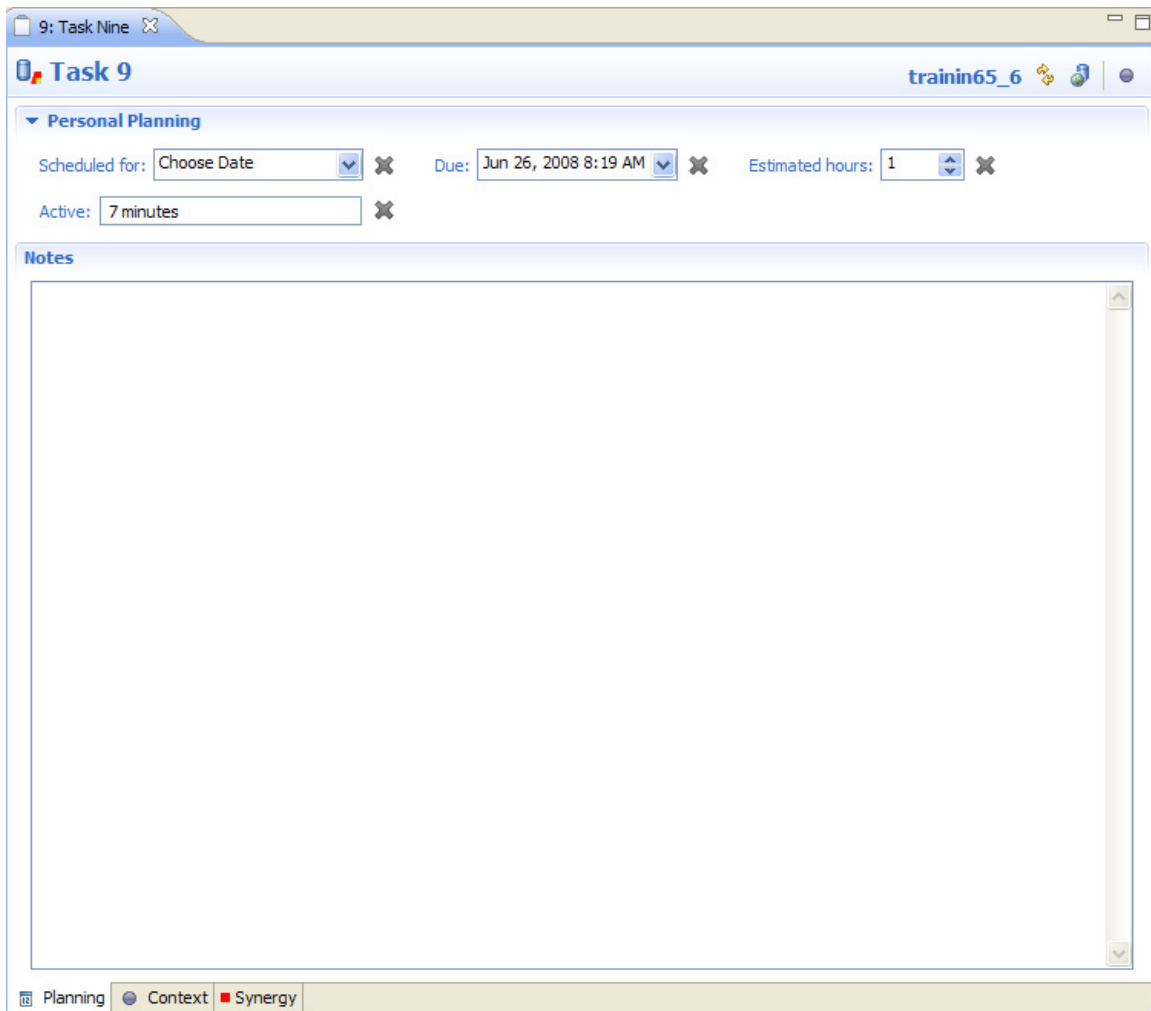 9: Task Nine
Task 9 trainin65_6
Personal Planning
Scheduled for: Choose Date Due: Jun 26, 2008 8:19 AM Estimated hours: 1
Active: 7 minutes
Notes
12 Planning Context Synergy